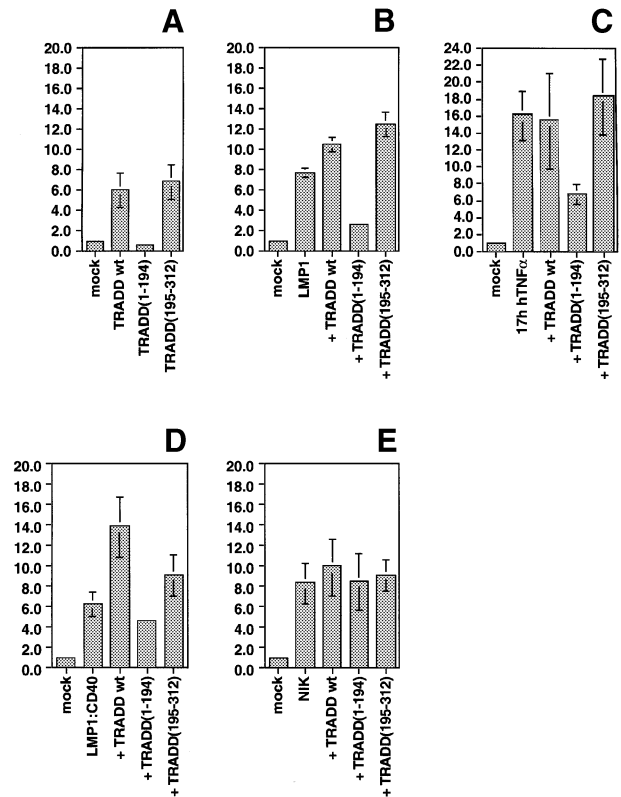 A
20.0
18.0
16.0
14.0
12.0
10.0
8.0
6.0
4.0
2.0
0.0
mock
TRADD wt
TRADD(1-194)
TRADD(195-312)
B
20.0
18.0
16.0
14.0
12.0
10.0
8.0
6.0
4.0
2.0
0.0
mock
LMP1
+ TRADD wt
+ TRADD(1-194)
+ TRADD(195-312)
C
24.0
22.0
20.0
18.0
16.0
14.0
12.0
10.0
8.0
6.0
4.0
2.0
0.0
mock
17h hTNFα
+ TRADD wt
+ TRADD(1-194)
+ TRADD(195-312)
D
20.0
18.0
16.0
14.0
12.0
10.0
8.0
6.0
4.0
2.0
0.0
mock
LMP1:CD40
+ TRADD wt
+ TRADD(1-194)
+ TRADD(195-312)
E
20.0
18.0
16.0
14.0
12.0
10.0
8.0
6.0
4.0
2.0
0.0
mock
NIK
+ TRADD wt
+ TRADD(1-194)
+ TRADD(195-312)